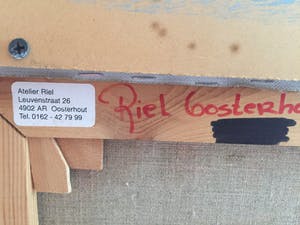 Atelier Riel
Leuvenstraat 26
4902 AR Oosterhout
Tel. 0162 - 42 79 99
Riel Oosterho